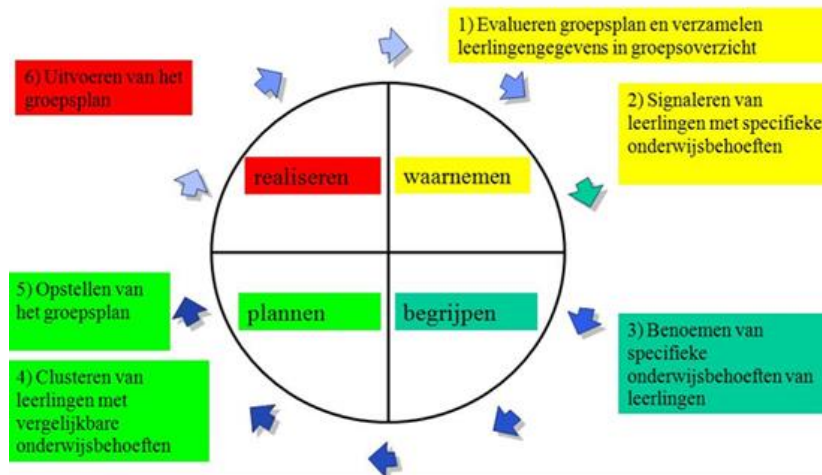 1) Evalueren groepsplan en verzamelen
leerlingengegevens in groepsoverzicht
2) Signaleren van
leerlingen met specifieke
onderwijsbehoeften
3) Benoemen van
specifieke
onderwijsbehoeften van
leerlingen
4) Clusteren van
leerlingen met
vergelijkbare
onderwijsbehoeften
5) Opstellen van
het groepsplan
6) Uitvoeren van het
groepsplan
realiseren
waarnemen
plannen
begrijpen